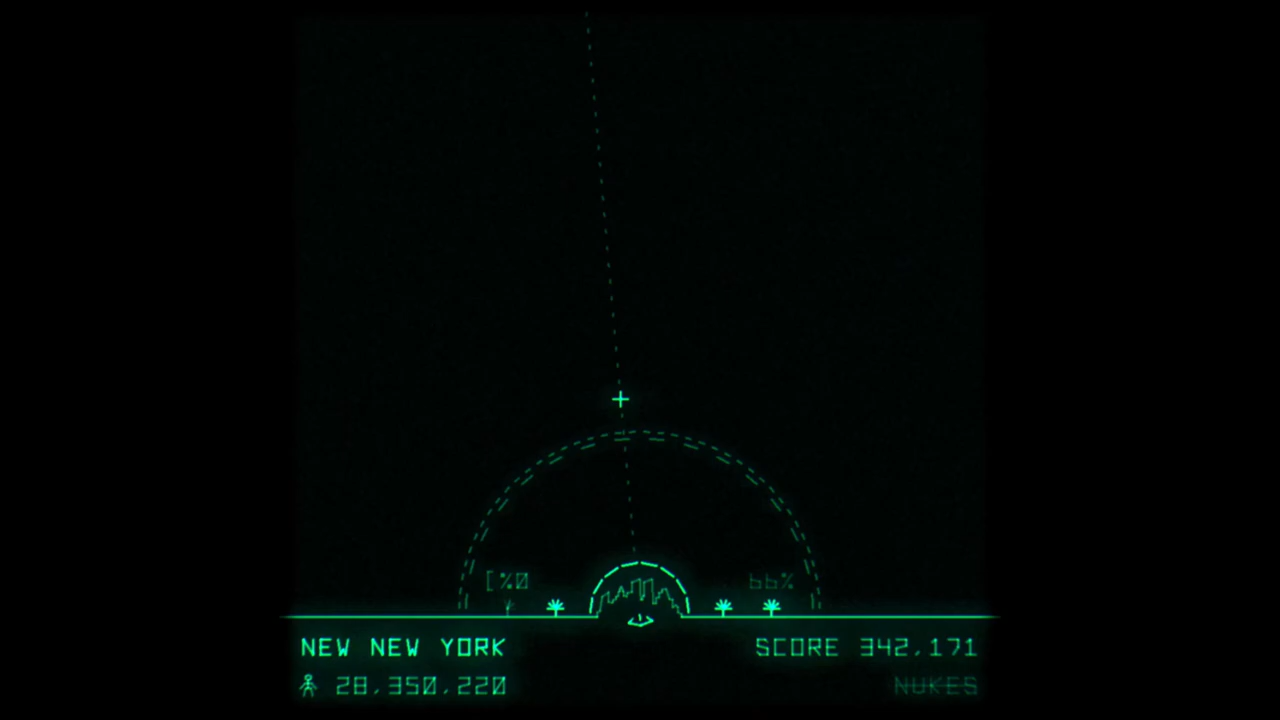 66%
NEW NEW YORK
SCORE 342,171
28,350,220
NUKES